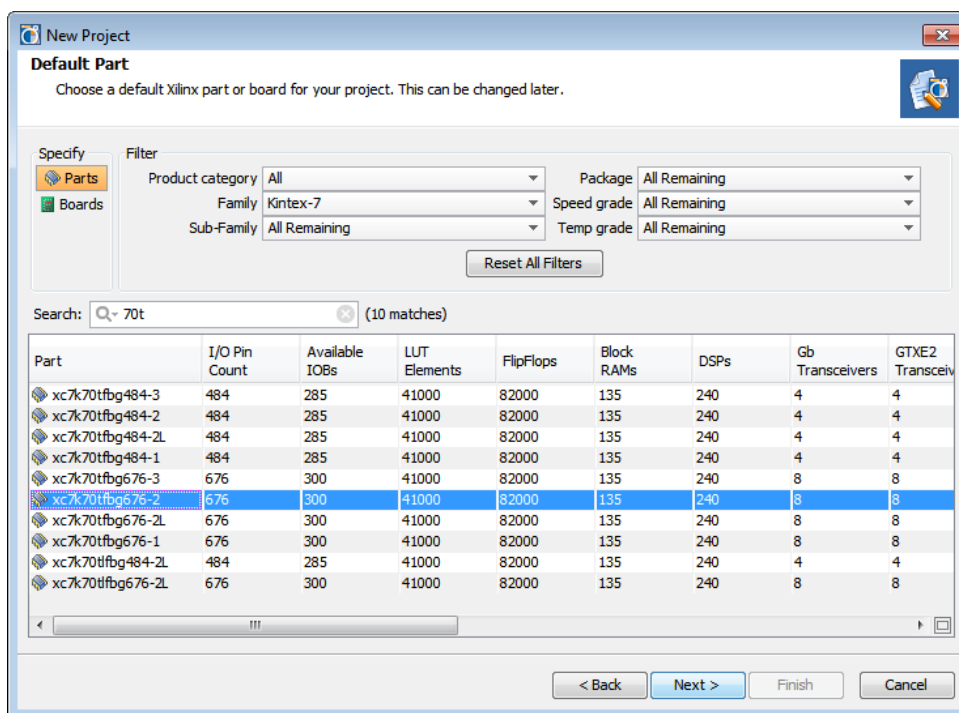 New Project
Default Part
Choose a default Xilinx part or board for your project. This can be changed later.
Specify Filter
Parts Product category All Package All Remaining
Boards Family Kintex-7 Speed grade All Remaining
Sub-Family All Remaining Temp grade All Remaining
Reset All Filters
Search: 70t (10 matches)
Part I/O Pin Count Available IOBs LUT Elements FlipFlops Block RAMs DSPs Gb Transceivers GTXE2 Transceiv
xc7k70tfbg484-3 484 285 41000 82000 135 240 4 4
xc7k70tfbg484-2 484 285 41000 82000 135 240 4 4
xc7k70tfbg484-2L 484 285 41000 82000 135 240 4 4
xc7k70tfbg484-1 484 285 41000 82000 135 240 4 4
xc7k70tfbg676-3 676 300 41000 82000 135 240 8 8
xc7k70tfbg676-2 676 300 41000 82000 135 240 8 8
xc7k70tfbg676-2L 676 300 41000 82000 135 240 8 8
xc7k70tfbg676-1 676 300 41000 82000 135 240 8 8
xc7k70tlfbg484-2L 484 285 41000 82000 135 240 4 4
xc7k70tlfbg676-2L 676 300 41000 82000 135 240 8 8
< Back Next > Finish Cancel